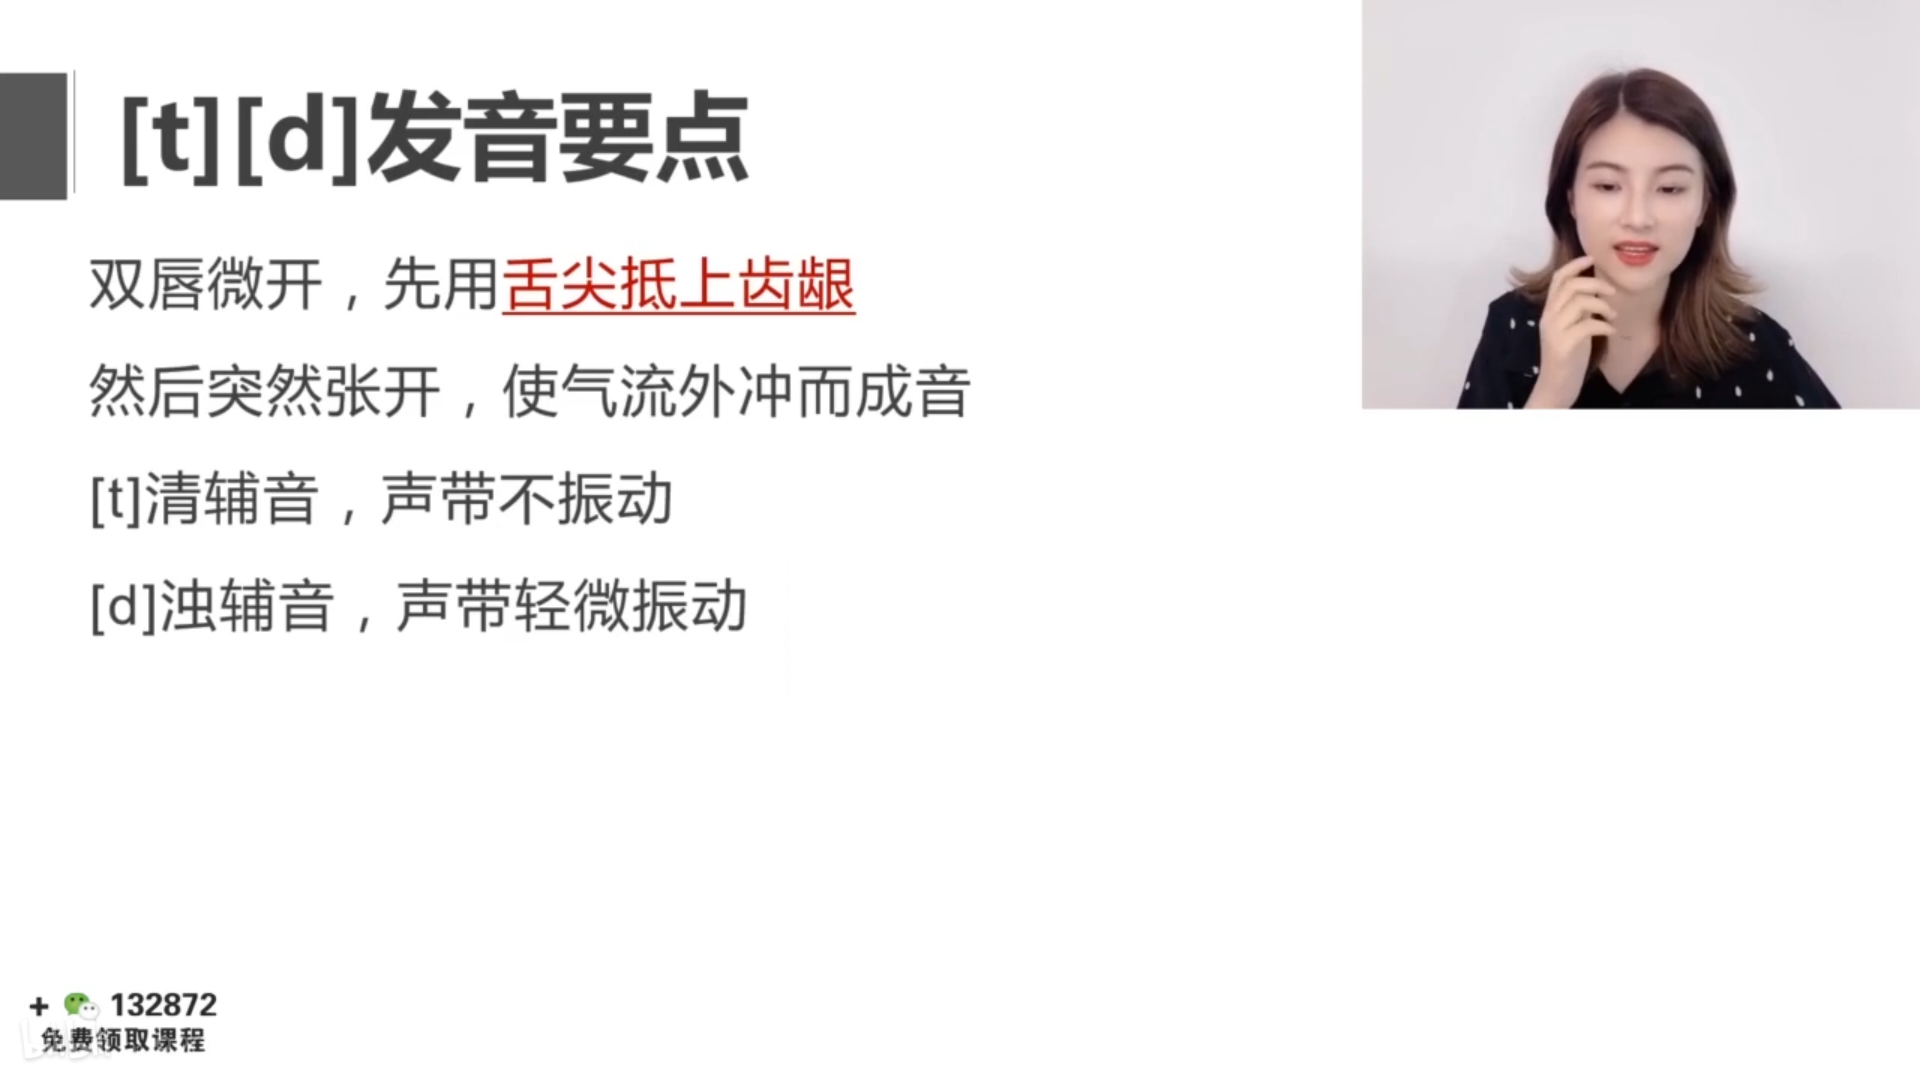 [t][d]发音要点
双唇微开，先用舌尖抵上齿龈
然后突然张开，使气流外冲而成音
[t]清辅音，声带不振动
[d]浊辅音，声带轻微振动
+ 132872
免费领取课程